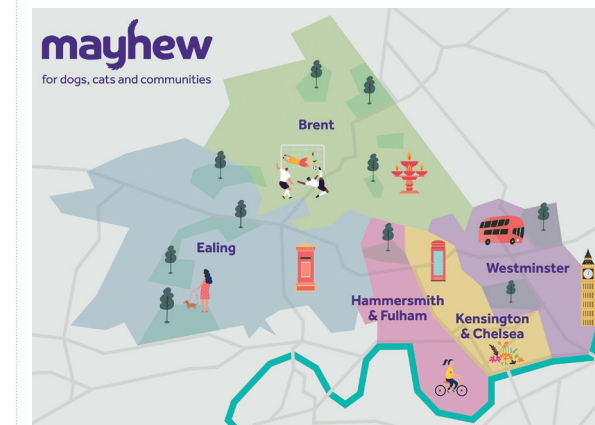 mayhew
for dogs, cats and communities
Brent
Ealing
Westminster
Hammersmith
& Fulham
Kensington
& Chelsea